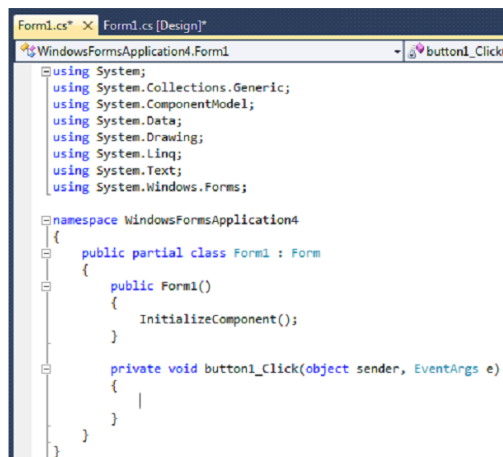 Form1.cs* X Form1.cs [Design]*
WindowsFormsApplication4.Form1 button1_Click
using System;
using System.Collections.Generic;
using System.ComponentModel;
using System.Data;
using System.Drawing;
using System.Linq;
using System.Text;
using System.Windows.Forms;
namespace WindowsFormsApplication4
{
public partial class Form1 : Form
{
public Form1()
{
InitializeComponent();
}
private void button1_Click(object sender, EventArgs e)
{
}
}
}